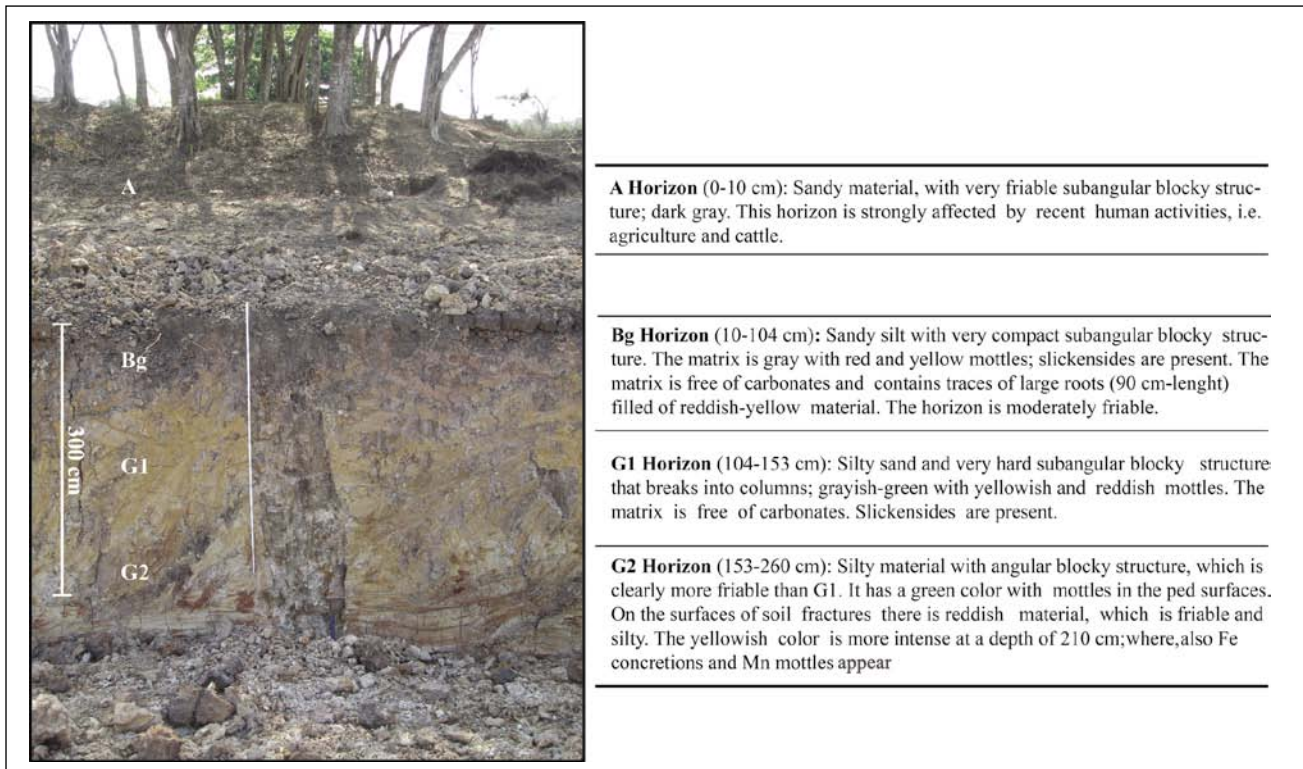 A
Bg
G1
G2
300 cm
A Horizon (0-10 cm): Sandy material, with very friable subangular blocky struc-
ture; dark gray. This horizon is strongly affected by recent human activities, i.e.
agriculture and cattle.
Bg Horizon (10-104 cm): Sandy silt with very compact subangular blocky struc-
ture. The matrix is gray with red and yellow mottles; slickensides are present. The
matrix is free of carbonates and contains traces of large roots (90 cm-lenght)
filled of reddish-yellow material. The horizon is moderately friable.
G1 Horizon (104-153 cm): Silty sand and very hard subangular blocky structure
that breaks into columns; grayish-green with yellowish and reddish mottles. The
matrix is free of carbonates. Slickensides are present.
G2 Horizon (153-260 cm): Silty material with angular blocky structure, which is
clearly more friable than G1. It has a green color with mottles in the ped surfaces.
On the surfaces of soil fractures there is reddish material, which is friable and
silty. The yellowish color is more intense at a depth of 210 cm;where,also Fe
concretions and Mn mottles appear